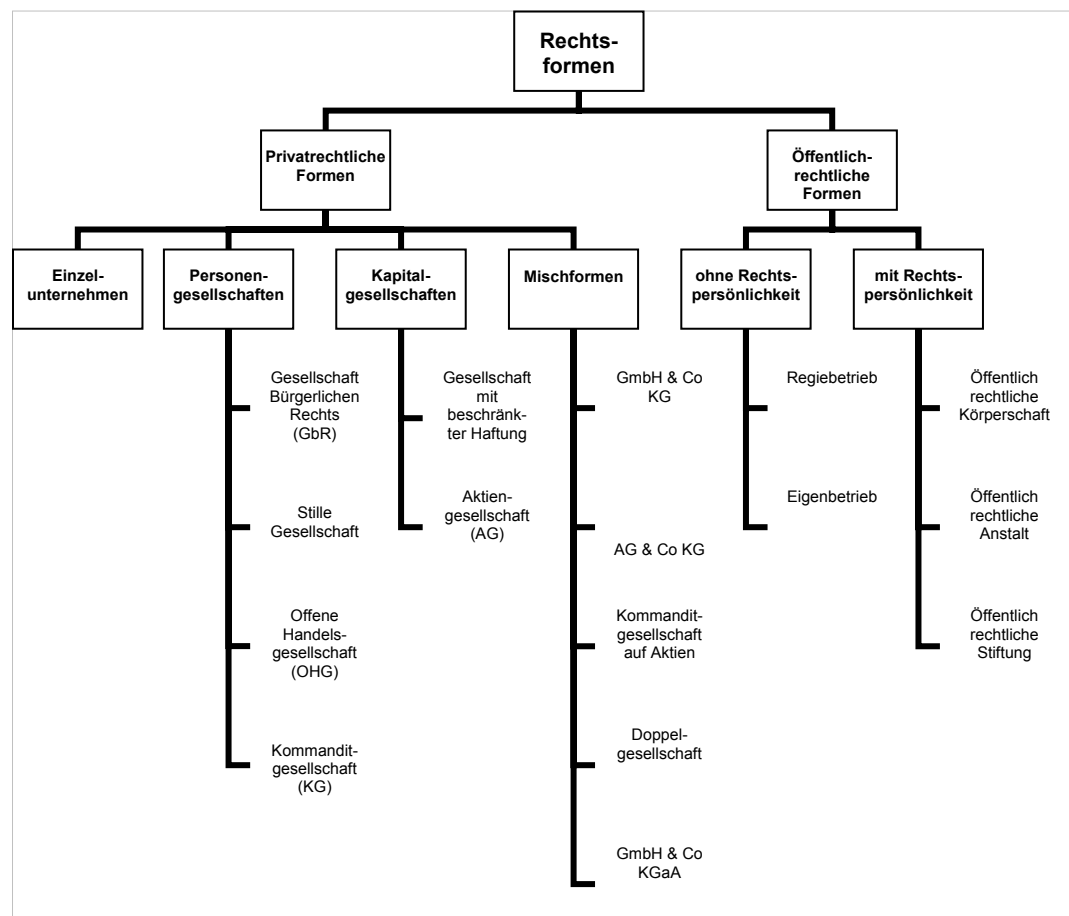 Rechts-
formen
Privatrechtliche
Formen
Öffentlich-
rechtliche
Formen
Einzel-
unternehmen
Personen-
gesellschaften
Kapital-
gesellschaften
Mischformen
ohne Rechts-
persönlichkeit
mit Rechts-
persönlichkeit
Gesellschaft
Bürgerlichen
Rechts
(GbR)
Stille
Gesellschaft
Offene
Handels-
gesellschaft
(OHG)
Kommandit-
gesellschaft
(KG)
Gesellschaft
mit
beschränk-
ter Haftung
Aktien-
gesellschaft
(AG)
GmbH & Co
KG
AG & Co KG
Kommandit-
gesellschaft
auf Aktien
Doppel-
gesellschaft
GmbH & Co
KGaA
Regiebetrieb
Eigenbetrieb
Öffentlich
rechtliche
Körperschaft
Öffentlich
rechtliche
Anstalt
Öffentlich
rechtliche
Stiftung